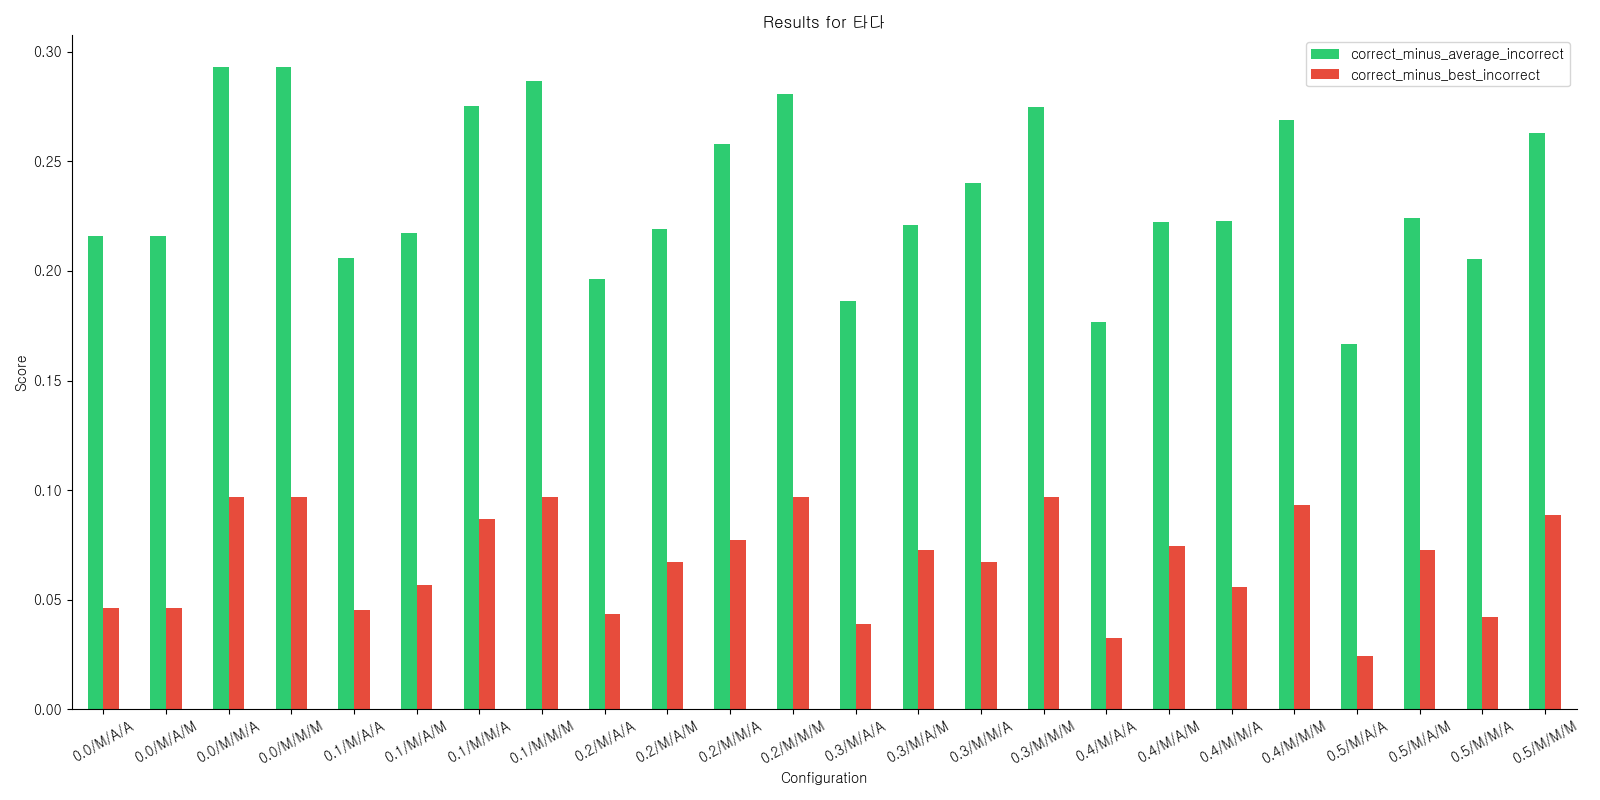 Results for 타다
correct_minus_average_incorrect
correct_minus_best_incorrect
0.30
0.25
0.20
0.15
0.10
0.05
0.00
Score
0.0/M/A/A
0.0/M/A/M
0.0/M/M/A
0.0/M/M/M
0.1/M/A/A
0.1/M/A/M
0.1/M/M/A
0.1/M/M/M
0.2/M/A/A
0.2/M/A/M
0.2/M/M/A
0.2/M/M/M
0.3/M/A/A
0.3/M/A/M
0.3/M/M/A
0.3/M/M/M
0.4/M/A/A
0.4/M/A/M
0.4/M/M/A
0.4/M/M/M
0.5/M/A/A
0.5/M/A/M
0.5/M/M/A
0.5/M/M/M
Configuration